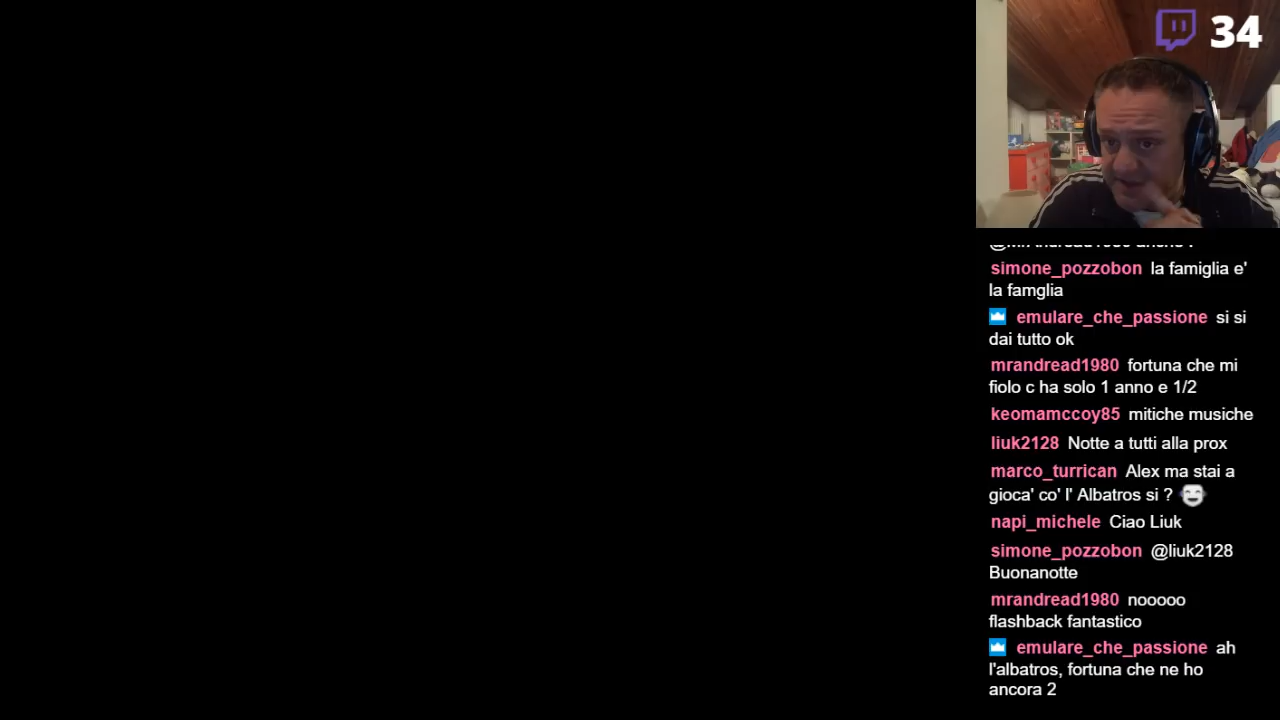 34
simone_pozzobon la famiglia e'
la famglia
emulare_che_passione si si
dai tutto ok
mrandread1980 fortuna che mi
fiolo c ha solo 1 anno e 1/2
keomamccoy85 mitiche musiche
liuk2128 Notte a tutti alla prox
marco_turrican Alex ma stai a
gioca' co' l' Albatros si ?
napi_michele Ciao Liuk
simone_pozzobon @liuk2128
Buonanotte
mrandread1980 nooooo
flashback fantastico
emulare_che_passione ah
l'albatros, fortuna che ne ho
ancora 2